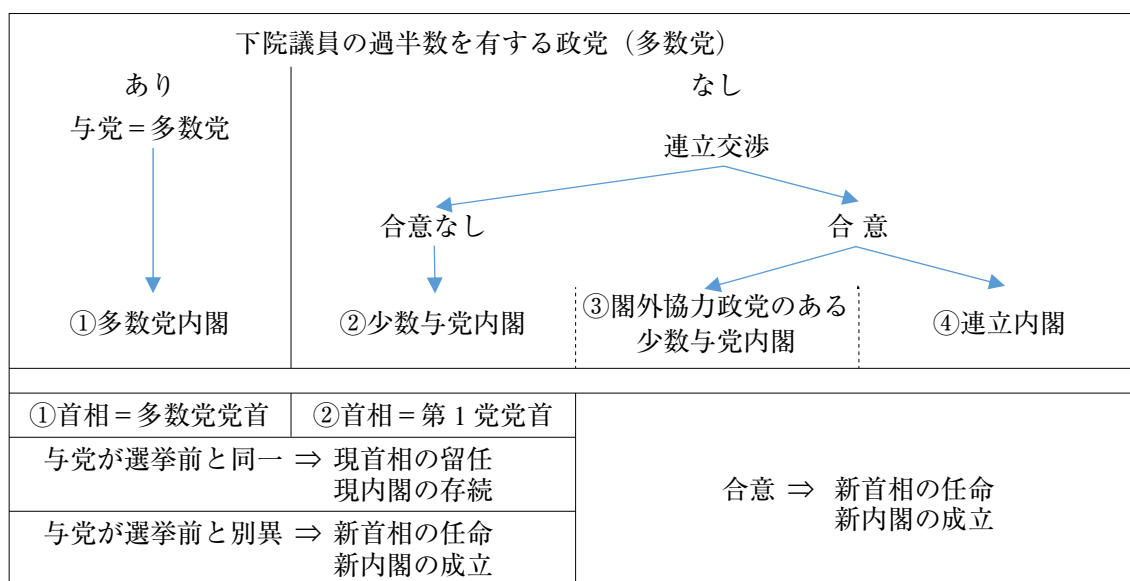 下院議員の過半数を有する政党（多数党）
あり
なし
与党＝多数党
連立交渉
合意なし
合 意
①多数党内閣
②少数与党内閣
③閣外協力政党のある
少数与党内閣
④連立内閣
①首相＝多数党党首
②首相＝第 1 党党首
与党が選挙前と同一 ⇒ 現首相の留任
現内閣の存続
与党が選挙前と別異 ⇒ 新首相の任命
新内閣の成立
合意 ⇒ 新首相の任命
新内閣の成立